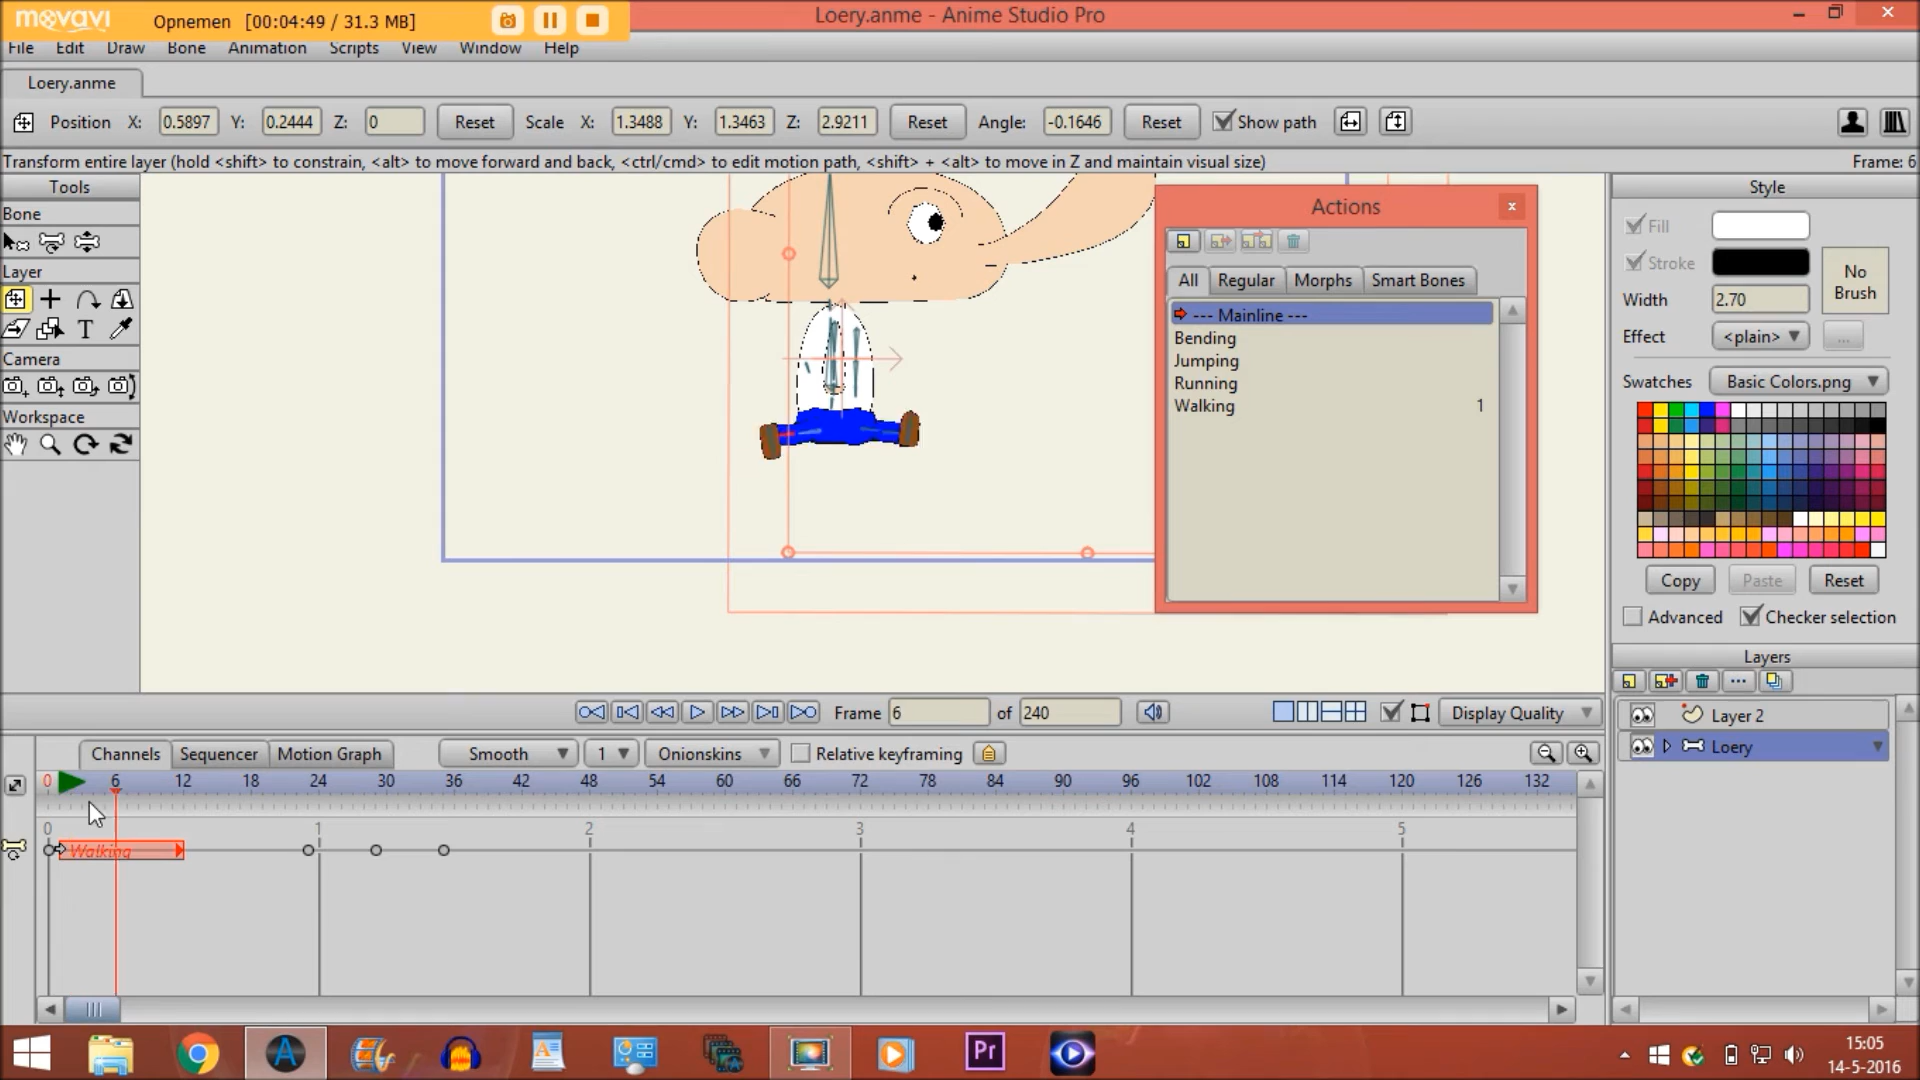 movavi
Opnemen [00:04:49 / 31.3 MB]
Loery.anme - Anime Studio Pro
File Edit Draw Bone Animation Scripts View Window Help
Loery.anme
Position X: 0.5897 Y: 0.2444 Z: 0 Reset Scale X: 1.3488 Y: 1.3463 Z: 2.9211 Reset Angle: -0.1646 Reset Show path
Transform entire layer (hold <shift> to constrain, <alt> to move forward and back, <ctrl/cmd> to edit motion path, <shift> + <alt> to move in Z and maintain visual size) Frame: 6
Tools
Bone
Layer
T
Camera
Workspace
Actions
All Regular Morphs Smart Bones
--- Mainline ---
Bending
Jumping
Running
Walking 1
Style
Fill
Stroke
No
Brush
Width 2.70
Effect <plain> ...
Swatches Basic Colors.png
Copy Paste Reset
Advanced Checker selection
Layers
Layer 2
Loery
Frame 6 of 240 Display Quality
Channels Sequencer Motion Graph Smooth 1 Onionskins Relative keyframing
0 6 12 18 24 30 36 42 48 54 60 66 72 78 84 90 96 102 108 114 120 126 132
0 1 2 3 4 5
Walking
Pr
15:05
14-5-2016